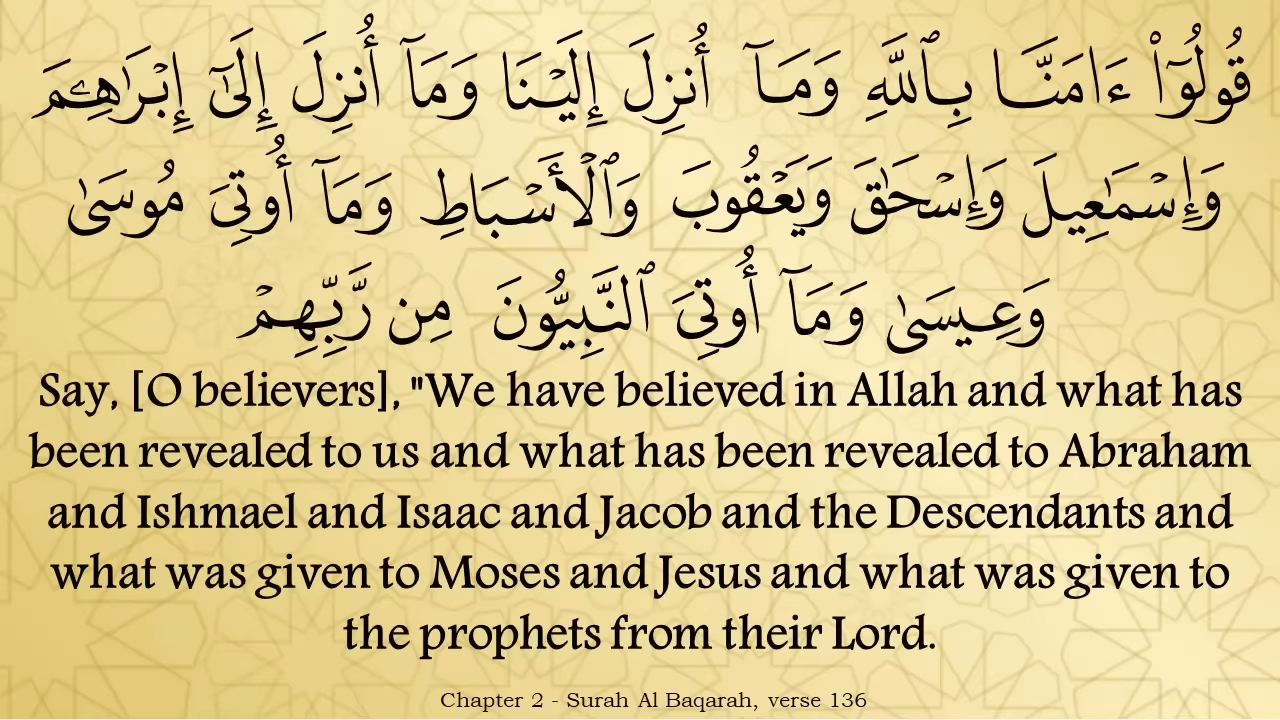 قُولُوٓا۟ ءَامَنَّا بِٱللَّهِ وَمَآ أُنزِلَ إِلَيْنَا وَمَآ أُنزِلَ إِلَىٰٓ إِبْرَٰهِۦمَ
وَإِسْمَٰعِيلَ وَإِسْحَٰقَ وَيَعْقُوبَ وَٱلْأَسْبَاطِ وَمَآ أُوتِىَ مُوسَىٰ
وَعِيسَىٰ وَمَآ أُوتِىَ ٱلنَّبِيُّونَ مِن رَّبِّهِمْ
Say, [O believers], "We have believed in Allah and what has
been revealed to us and what has been revealed to Abraham
and Ishmael and Isaac and Jacob and the Descendants and
what was given to Moses and Jesus and what was given to
the prophets from their Lord.
Chapter 2 - Surah Al Baqarah, verse 136